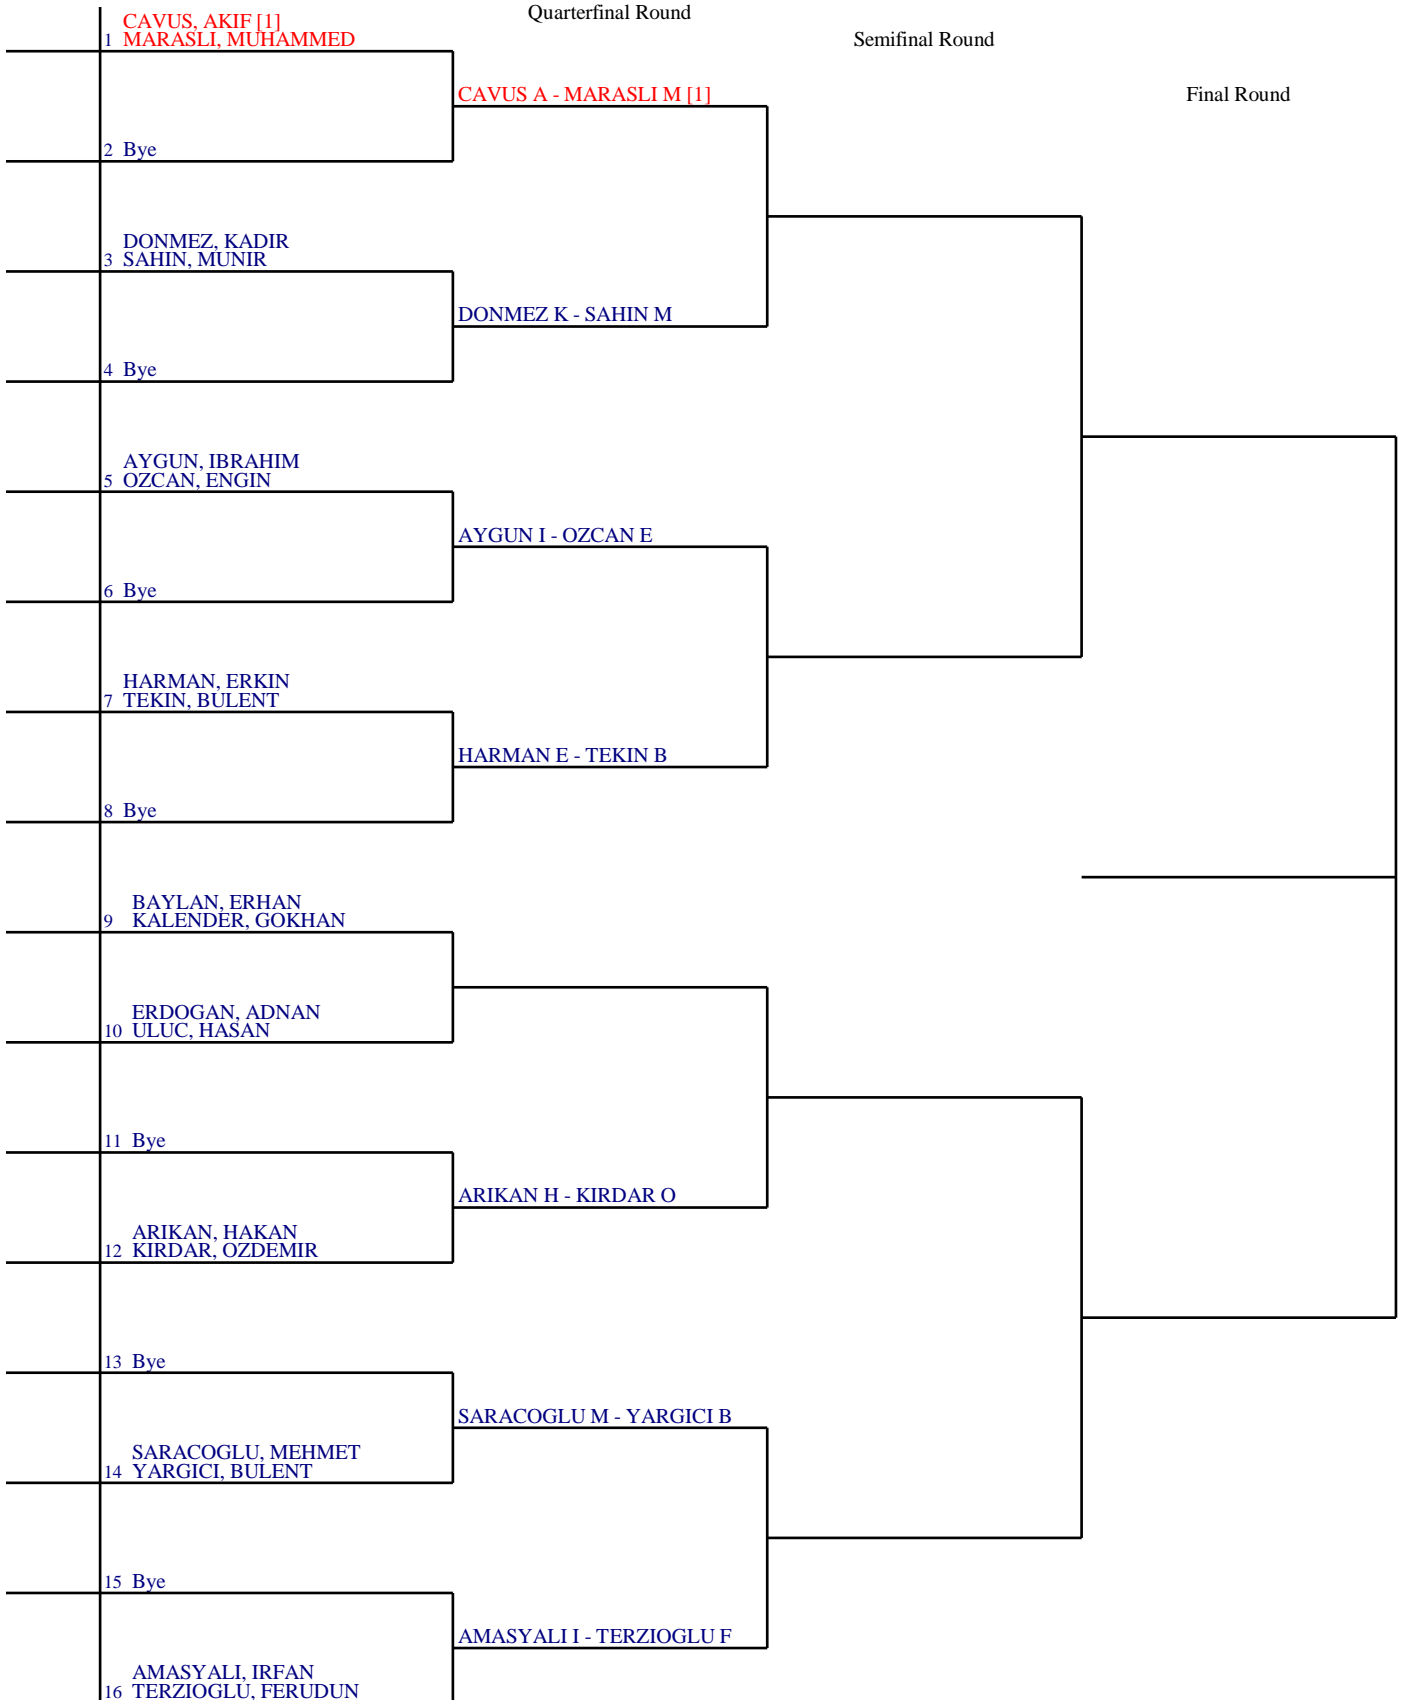 Quarterfinal Round
Semifinal Round
Final Round
CAVUS, AKIF [1]
1 MARASLI, MUHAMMED
CAVUS A - MARASLI M [1]
2 Bye
DONMEZ, KADIR
3 SAHIN, MUNIR
DONMEZ K - SAHIN M
4 Bye
AYGUN, IBRAHIM
5 OZCAN, ENGIN
AYGUN I - OZCAN E
6 Bye
HARMAN, ERKIN
7 TEKIN, BULENT
HARMAN E - TEKIN B
8 Bye
BAYLAN, ERHAN
9 KALENDER, GOKHAN
ERDOGAN, ADNAN
10 ULUC, HASAN
11 Bye
ARIKAN H - KIRDAR O
ARIKAN, HAKAN
12 KIRDAR, OZDEMIR
13 Bye
SARACOGLU M - YARGICI B
SARACOGLU, MEHMET
14 YARGICI, BULENT
15 Bye
AMASYALI I - TERZIOGLU F
AMASYALI, IRFAN
16 TERZIOGLU, FERUDUN